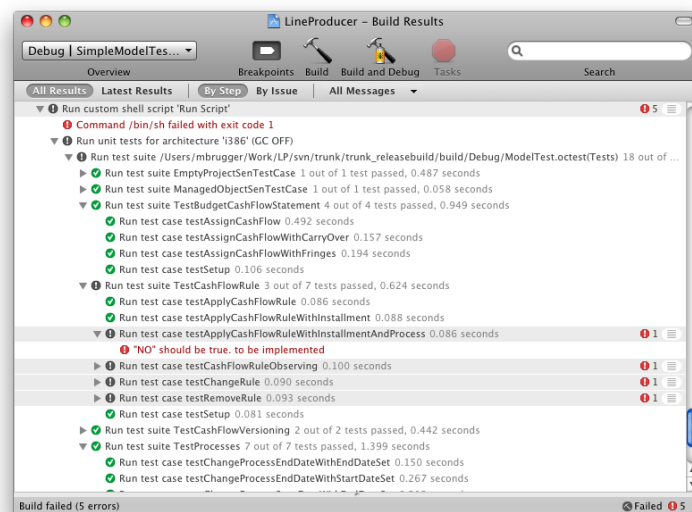 LineProducer – Build Results
Debug | SimpleModelTes...
Overview
Breakpoints Build Build and Debug Tasks
Search
All Results Latest Results By Step By Issue All Messages
Run custom shell script 'Run Script' 5
Command /bin/sh failed with exit code 1
Run unit tests for architecture 'i386' (GC OFF)
Run test suite /Users/mbrugger/Work/LP/svn/trunk/trunk_releasebuild/build/Debug/ModelTest.octest(Tests) 18 out of ...
Run test suite EmptyProjectSenTestCase 1 out of 1 test passed, 0.487 seconds
Run test suite ManagedObjectSenTestCase 1 out of 1 test passed, 0.058 seconds
Run test suite TestBudgetCashFlowStatement 4 out of 4 tests passed, 0.949 seconds
Run test case testAssignCashFlow 0.492 seconds
Run test case testAssignCashFlowWithCarryOver 0.157 seconds
Run test case testAssignCashFlowWithFringes 0.194 seconds
Run test case testSetup 0.106 seconds
Run test suite TestCashFlowRule 3 out of 7 tests passed, 0.624 seconds
Run test case testApplyCashFlowRule 0.086 seconds
Run test case testApplyCashFlowRuleWithInstallment 0.088 seconds
Run test case testApplyCashFlowRuleWithInstallmentAndProcess 0.086 seconds 1
"NO" should be true. to be implemented
Run test case testCashFlowRuleObserving 0.100 seconds 1
Run test case testChangeRule 0.090 seconds 1
Run test case testRemoveRule 0.093 seconds 1
Run test case testSetup 0.081 seconds
Run test suite TestCashFlowVersioning 2 out of 2 tests passed, 0.442 seconds
Run test suite TestProcesses 7 out of 7 tests passed, 1.399 seconds
Run test case testChangeProcessEndDateWithEndDateSet 0.150 seconds
Run test case testChangeProcessEndDateWithStartDateSet 0.267 seconds
Build failed (5 errors) Failed 5